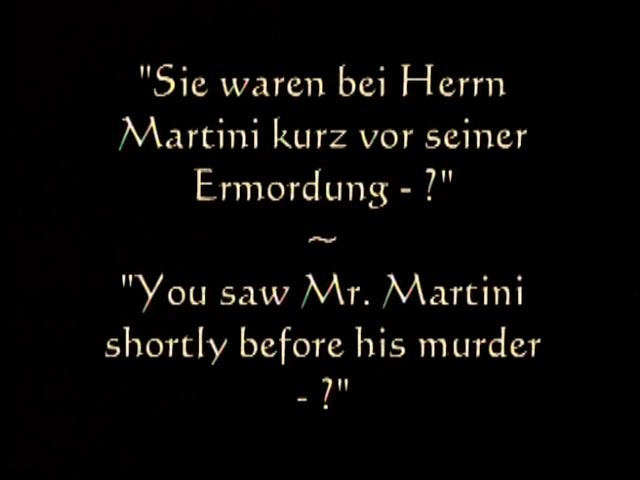 "Sie waren bei Herrn
Martini kurz vor seiner
Ermordung - ?"
~
"You saw Mr. Martini
shortly before his murder
- ?"